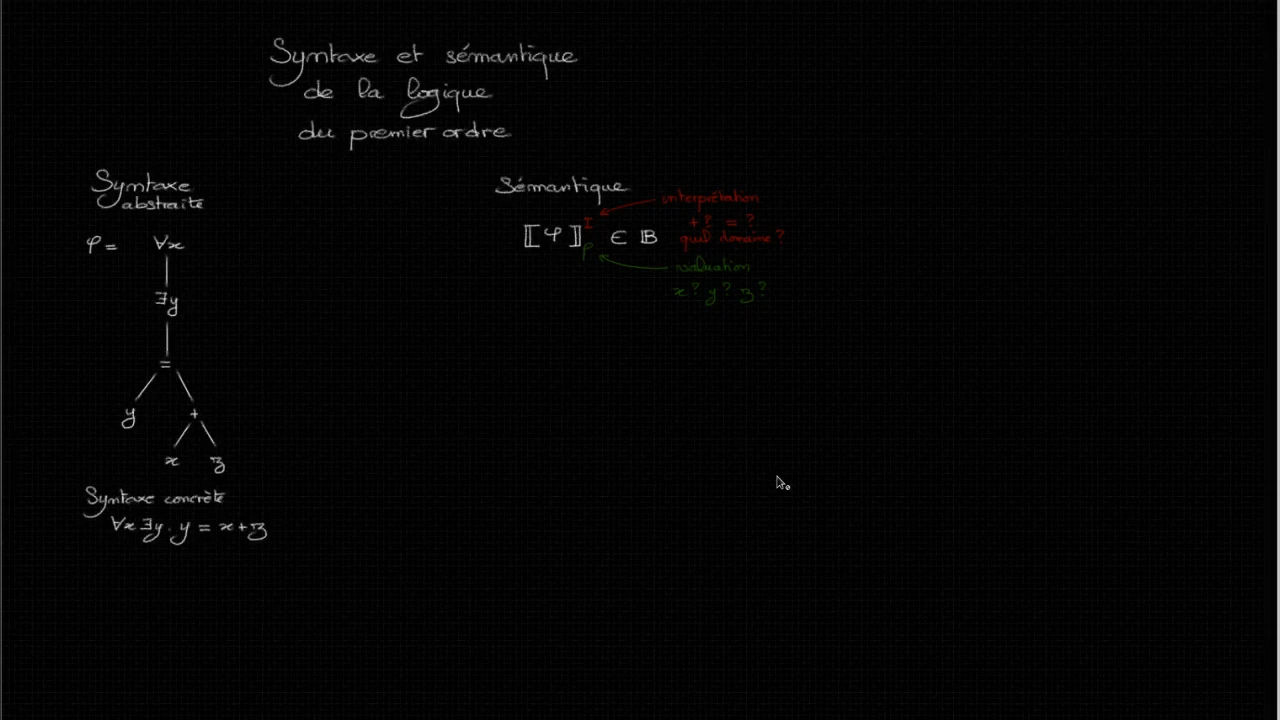 Syntaxe et sémantique
de la logique
du premier ordre
Syntaxe
abstraite
φ = ∀x
∃y
=
y +
x z
Syntaxe concrète
∀x ∃y . y = x + z
Sémantique
interprétation
+ ? = ?
quel domaine ?
⟦φ⟧ I ρ ∈ 𝔹
valuation
x ? y ? z ?